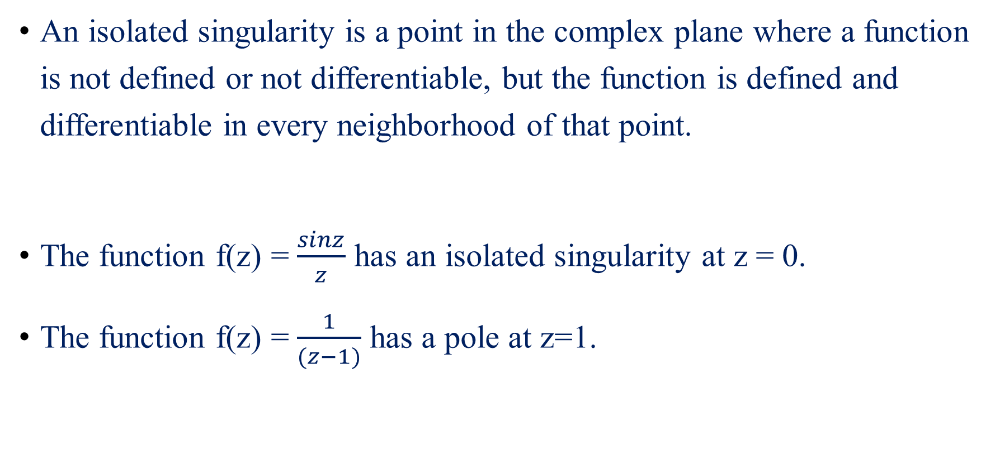 • An isolated singularity is a point in the complex plane where a function
is not defined or not differentiable, but the function is defined and
differentiable in every neighborhood of that point.
• The function f(z) = \frac{sinz}{z} has an isolated singularity at z = 0.
• The function f(z) = \frac{1}{(z−1)} has a pole at z=1.